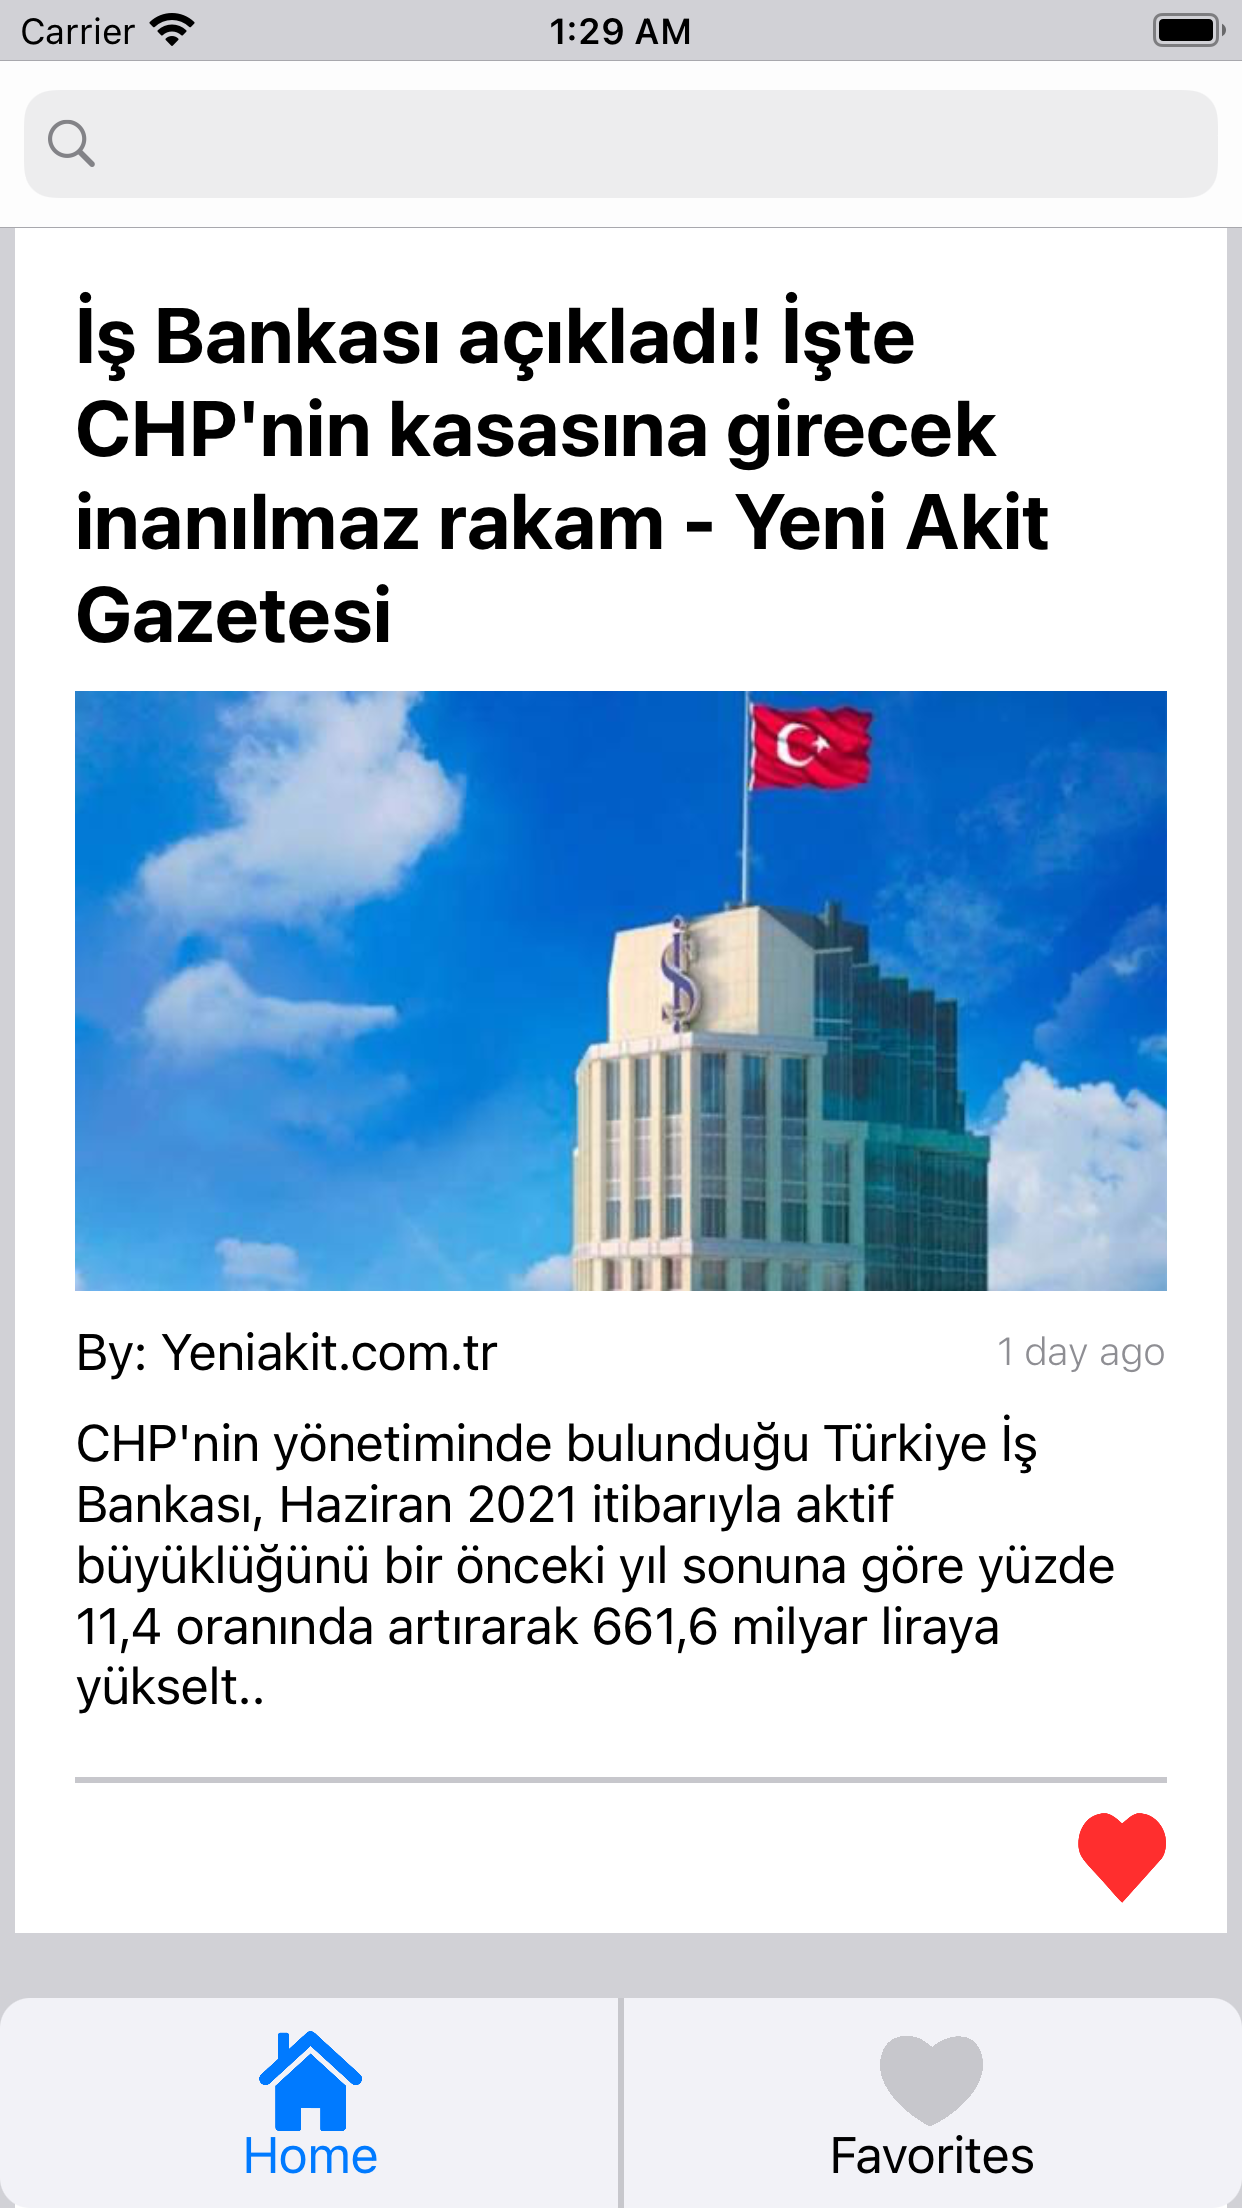 Carrier
1:29 AM
İş Bankası açıkladı! İşte
CHP'nin kasasına girecek
inanılmaz rakam - Yeni Akit
Gazetesi
İŞ
By: Yeniakit.com.tr
1 day ago
CHP'nin yönetiminde bulunduğu Türkiye İş
Bankası, Haziran 2021 itibarıyla aktif
büyüklüğünü bir önceki yıl sonuna göre yüzde
11,4 oranında artırarak 661,6 milyar liraya
yükselt..
Home
Favorites